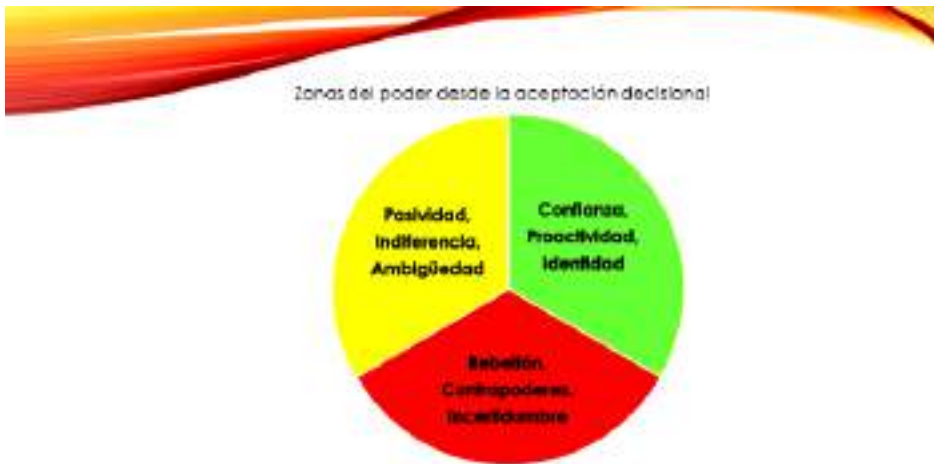 Zonas del poder desde la aceptación decisional
Pasividad,
Indiferencia,
Ambigüedad
Confianza,
Proactividad,
Identidad
Rebelión,
Contrapoderes,
Incertidumbre